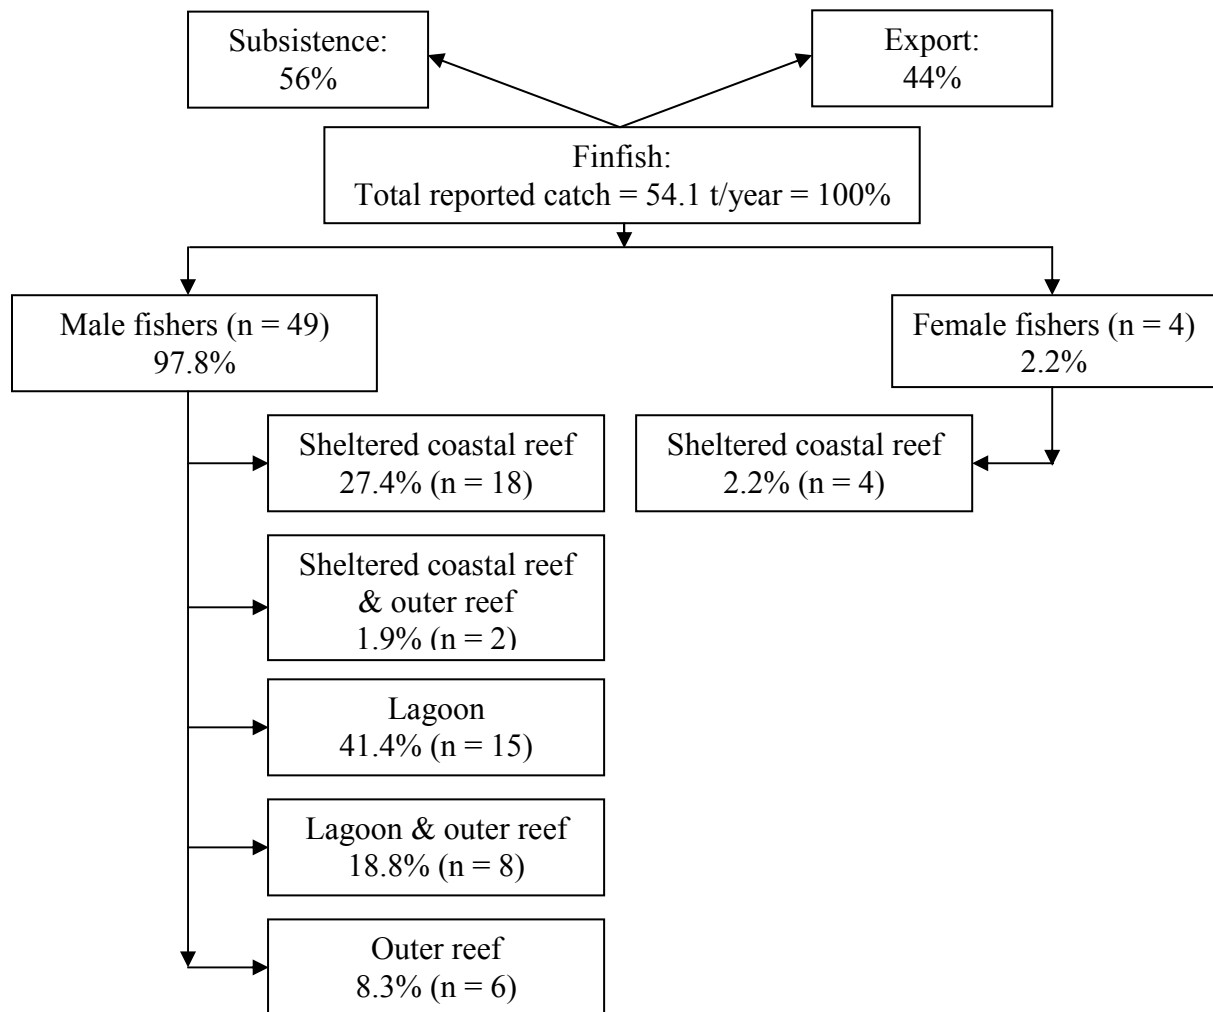 Subsistence:
56%
Export:
44%
Finfish:
Total reported catch = 54.1 t/year = 100%
Male fishers (n = 49)
97.8%
Female fishers (n = 4)
2.2%
Sheltered coastal reef
27.4% (n = 18)
Sheltered coastal reef
2.2% (n = 4)
Sheltered coastal reef
& outer reef
1.9% (n = 2)
Lagoon
41.4% (n = 15)
Lagoon & outer reef
18.8% (n = 8)
Outer reef
8.3% (n = 6)